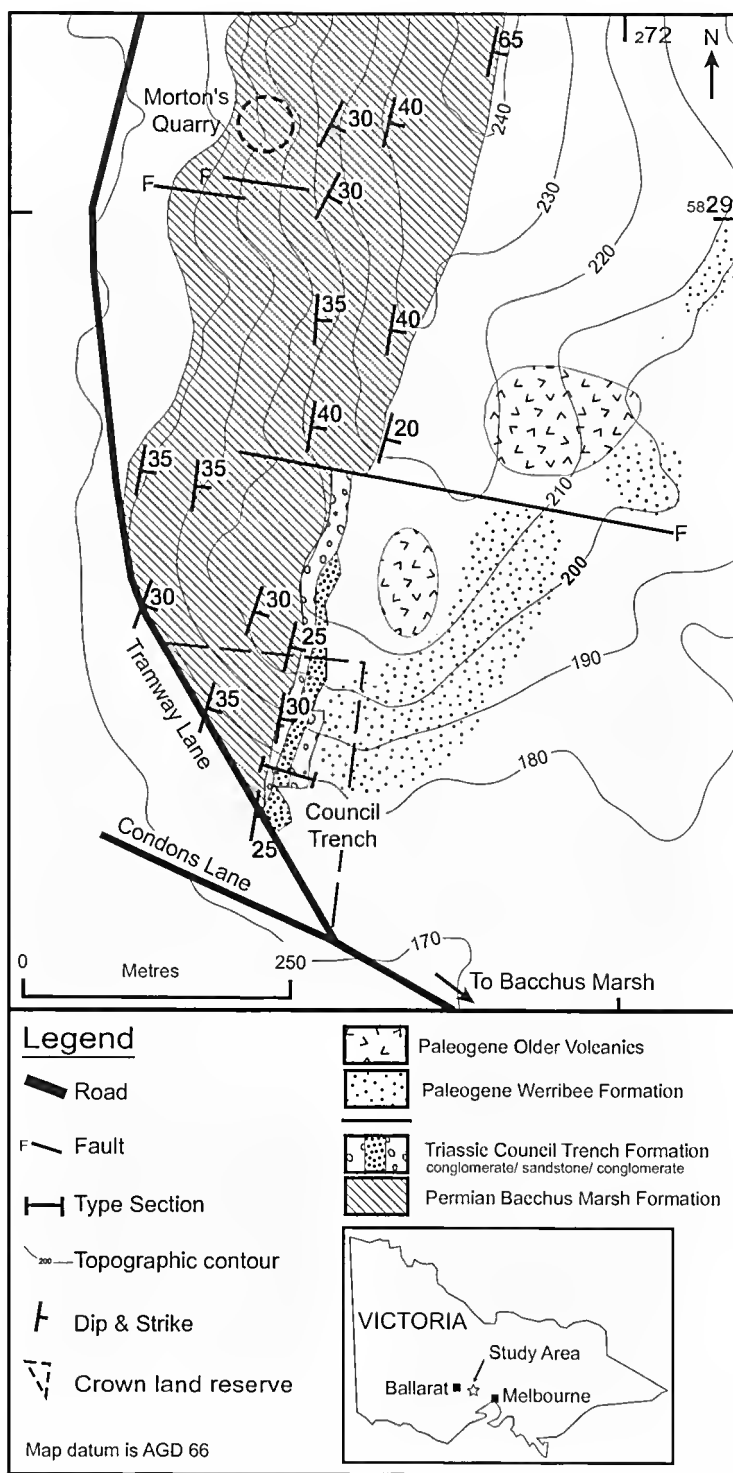 65
272
N
Morton's
Quarry
30
40
240
F
F
30
230
5829
220
35
40
40
20
35
35
210
F
200
30
30
25
190
Tramway Lane
35
30
180
Council
Trench
25
Condons Lane
170
0
Metres
250
To Bacchus Marsh
Legend
Road
F
Fault
Type Section
200
Topographic contour
Dip & Strike
Crown land reserve
Map datum is AGD 66
Paleogene Older Volcanics
Paleogene Werribee Formation
Triassic Council Trench Formation
conglomerate/ sandstone/ conglomerate
Permian Bacchus Marsh Formation
VICTORIA
Study Area
Ballarat
Melbourne